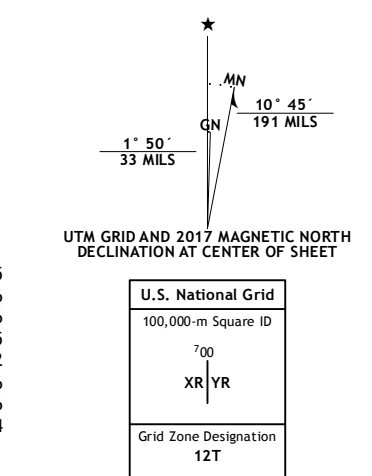 ★
MN
GN
1° 50´
33 MILS
10° 45´
191 MILS
UTM GRID AND 2017 MAGNETIC NORTH
DECLINATION AT CENTER OF SHEET
U.S. National Grid
100,000-m Square ID
⁷00
XR YR
Grid Zone Designation
12T